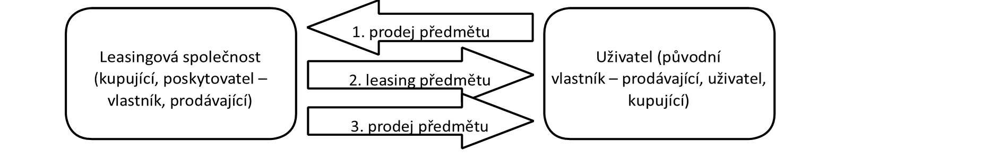 Leasingová společnost
(kupující, poskytovatel –
vlastník, prodávající)
1. prodej předmětu
2. leasing předmětu
3. prodej předmětu
Uživatel (původní
vlastník – prodávající, uživatel,
kupující)